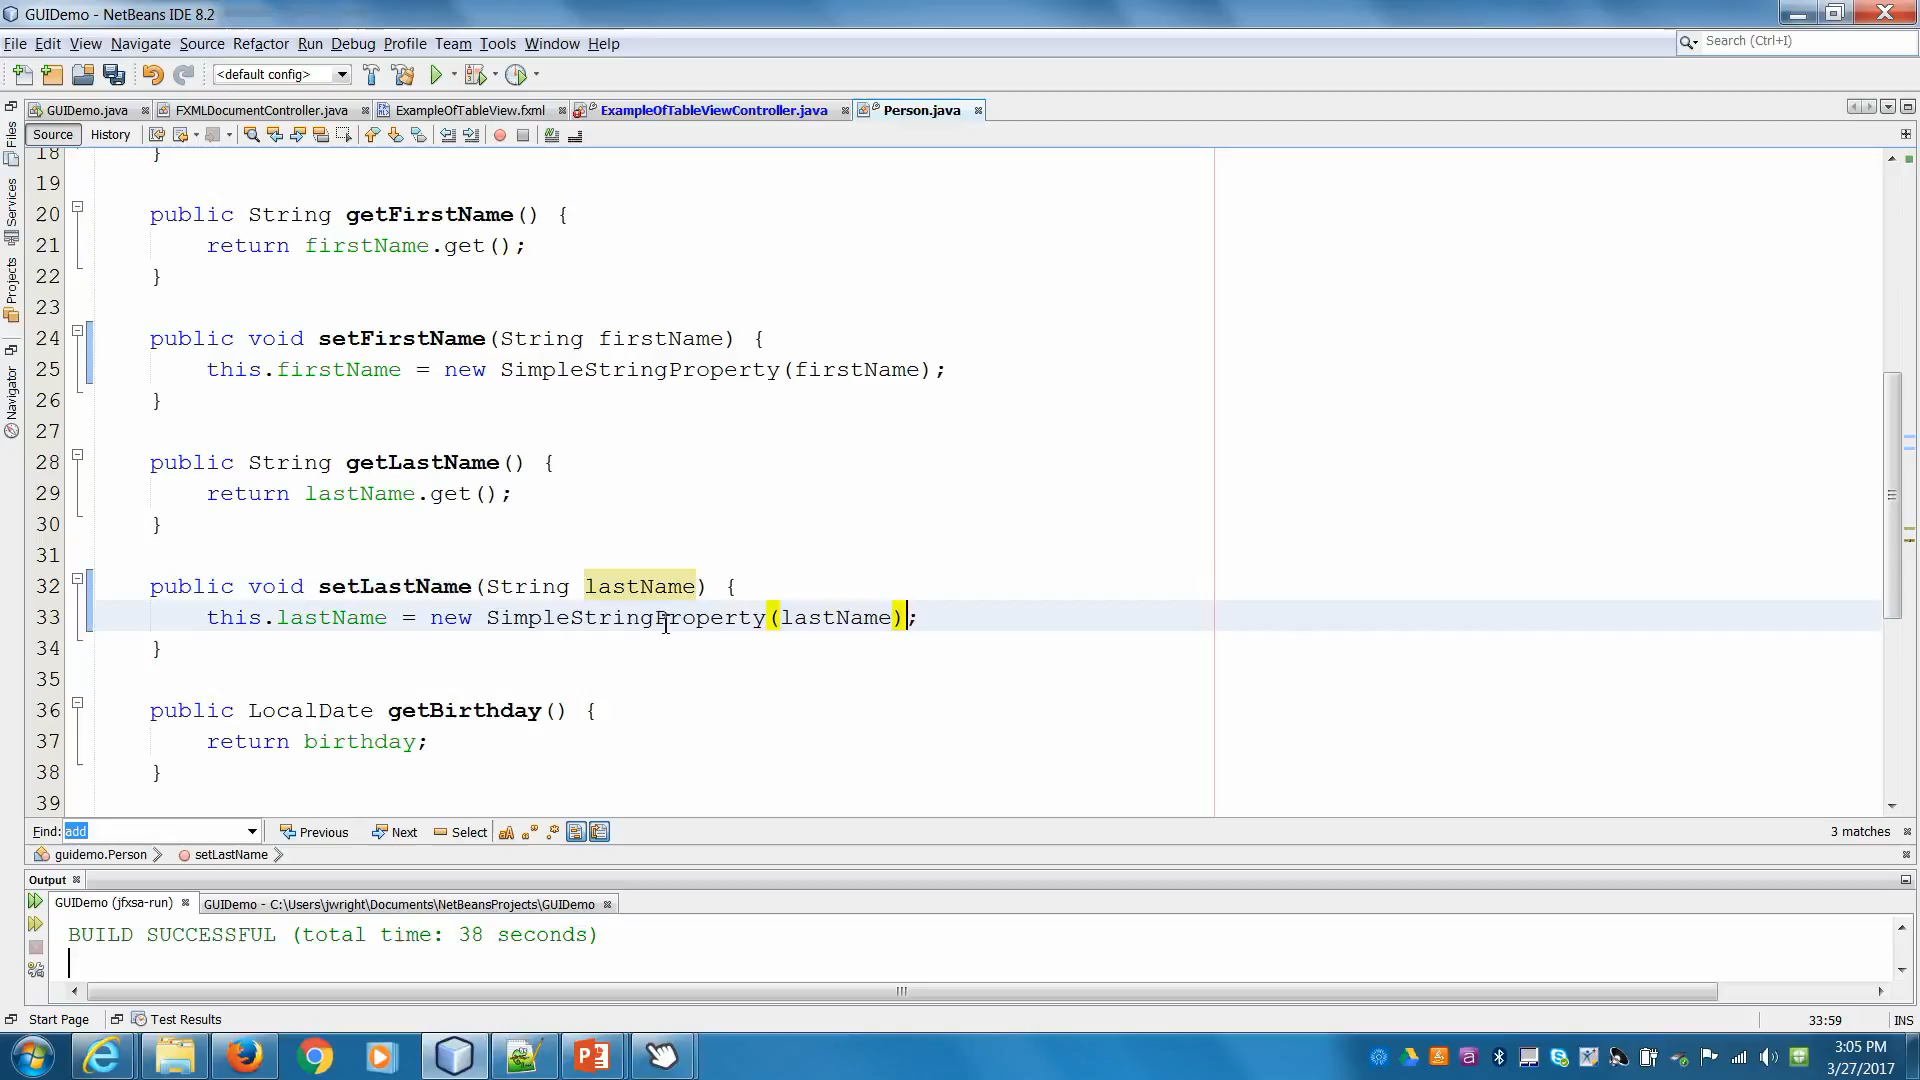 GUIDemo - NetBeans IDE 8.2
File Edit View Navigate Source Refactor Run Debug Profile Team Tools Window Help
Search (Ctrl+I)
<default config>
GUIDemo.java FXMLDocumentController.java ExampleOfTableView.fxml ExampleOfTableViewController.java Person.java
Source History
Files
Services
Projects
Navigator
18 }
19
20 public String getFirstName() {
21 return firstName.get();
22 }
23
24 public void setFirstName(String firstName) {
25 this.firstName = new SimpleStringProperty(firstName);
26 }
27
28 public String getLastName() {
29 return lastName.get();
30 }
31
32 public void setLastName(String lastName) {
33 this.lastName = new SimpleStringProperty(lastName);
34 }
35
36 public LocalDate getBirthday() {
37 return birthday;
38 }
39
Find: add Previous Next Select 3 matches
guidemo.Person setLastName
Output
GUIDemo (jfxsa-run) GUIDemo - C:\Users\jwright\Documents\NetBeansProjects\GUIDemo
BUILD SUCCESSFUL (total time: 38 seconds)
Start Page Test Results 33:59 INS
3:05 PM
3/27/2017